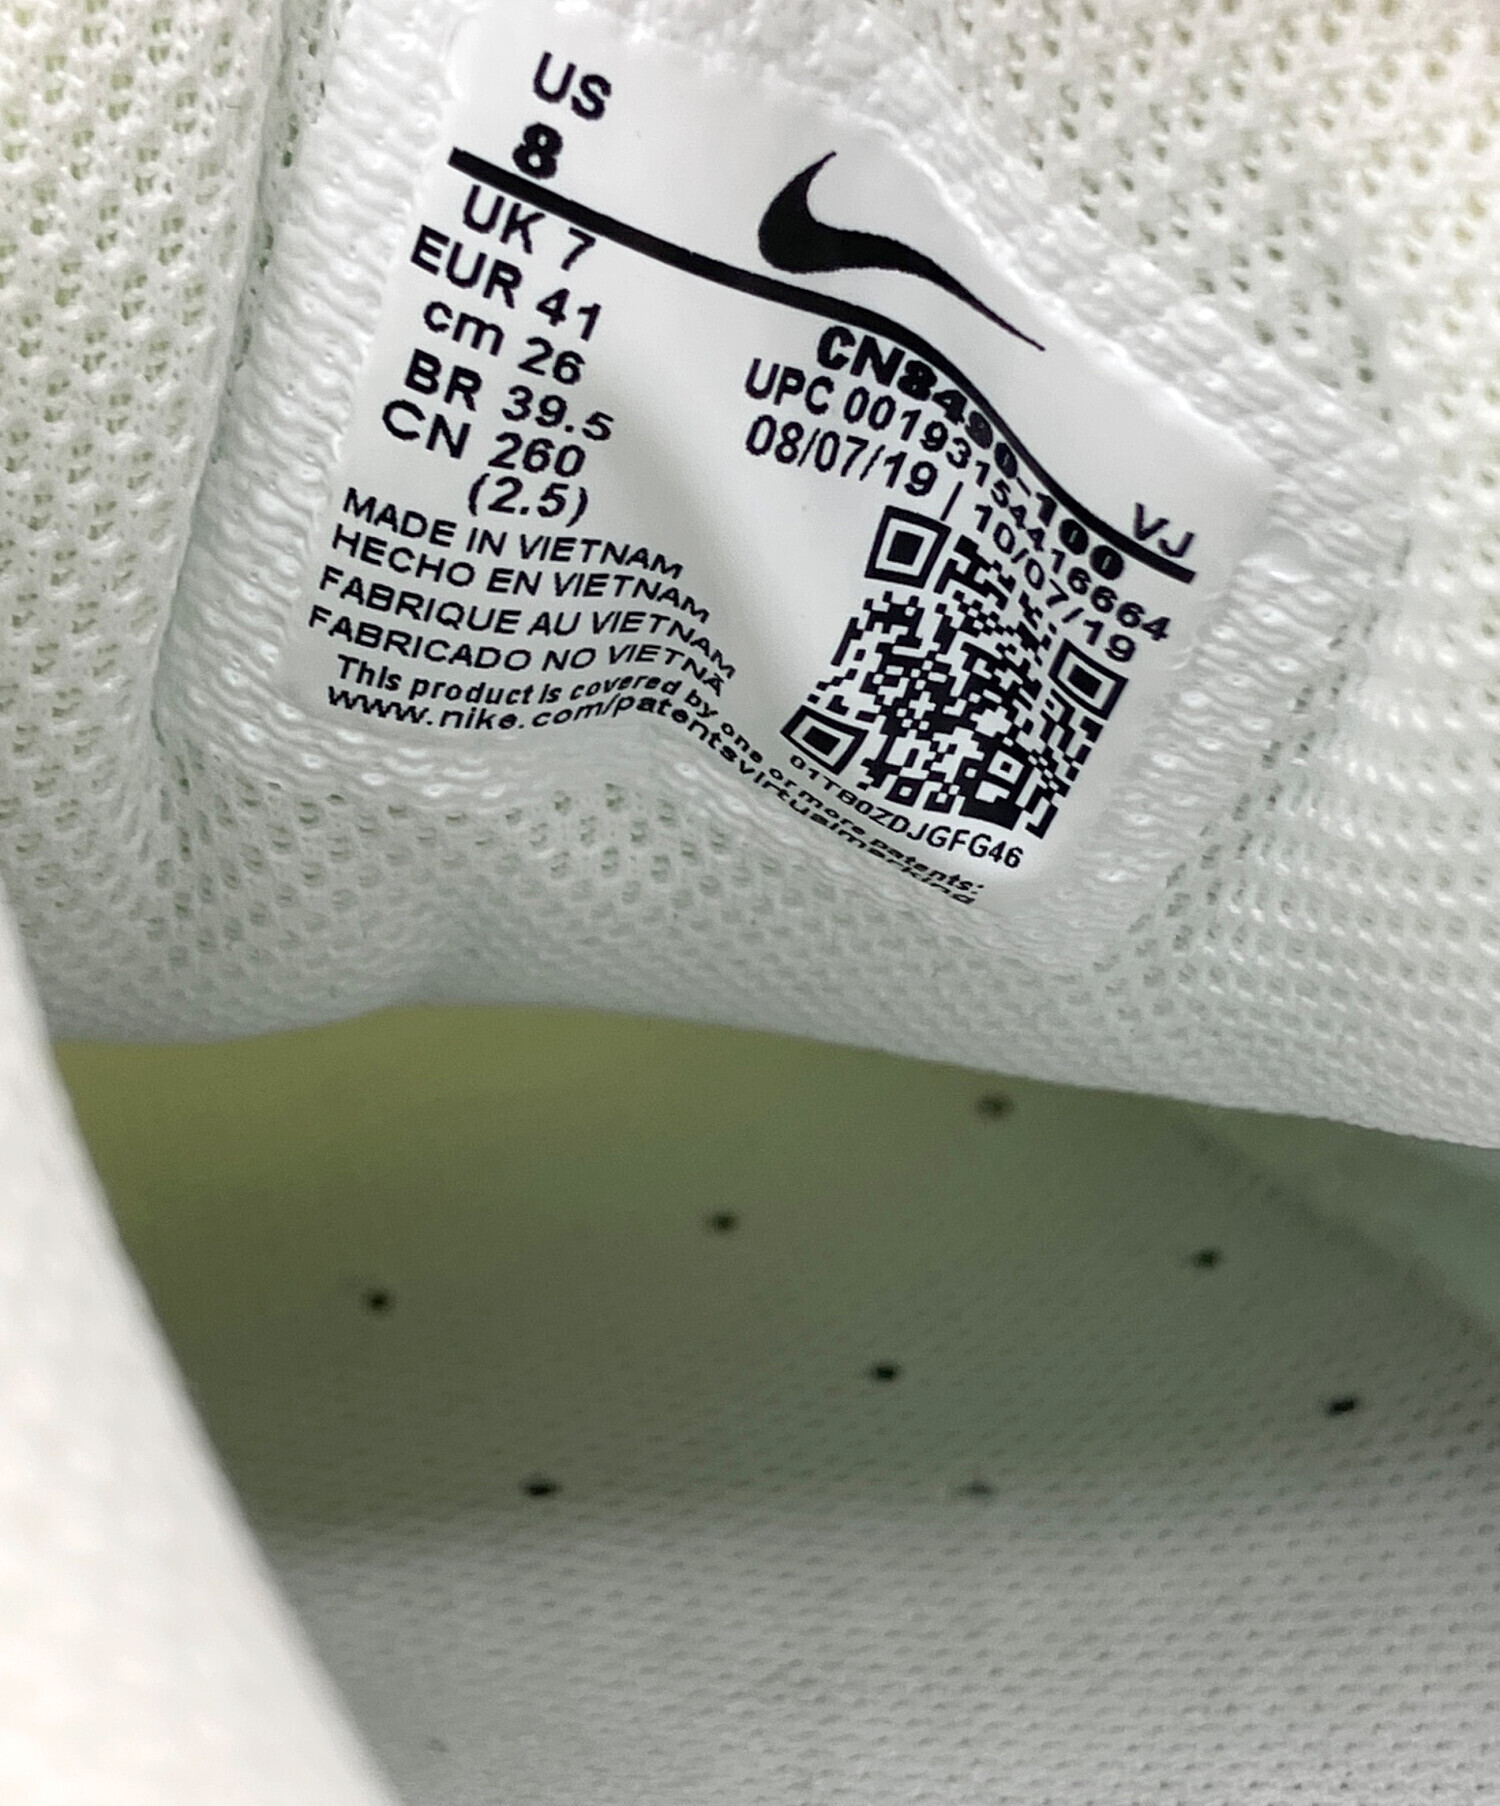 US
8
UK 7
EUR 41
cm 26
BR 39.5
CN 260
(2.5)
MADE IN VIETNAM
HECHO EN VIETNAM
FABRIQUE AU VIETNAM
FABRICADO NO VIETNÃ
This product is covered by one or more patents:
www.nike.com/patentsvirtualmarking
VJ
CN8490-100
UPC 00193154416664
08/07/19 | 10/07/19
01TB0ZDJGFG46